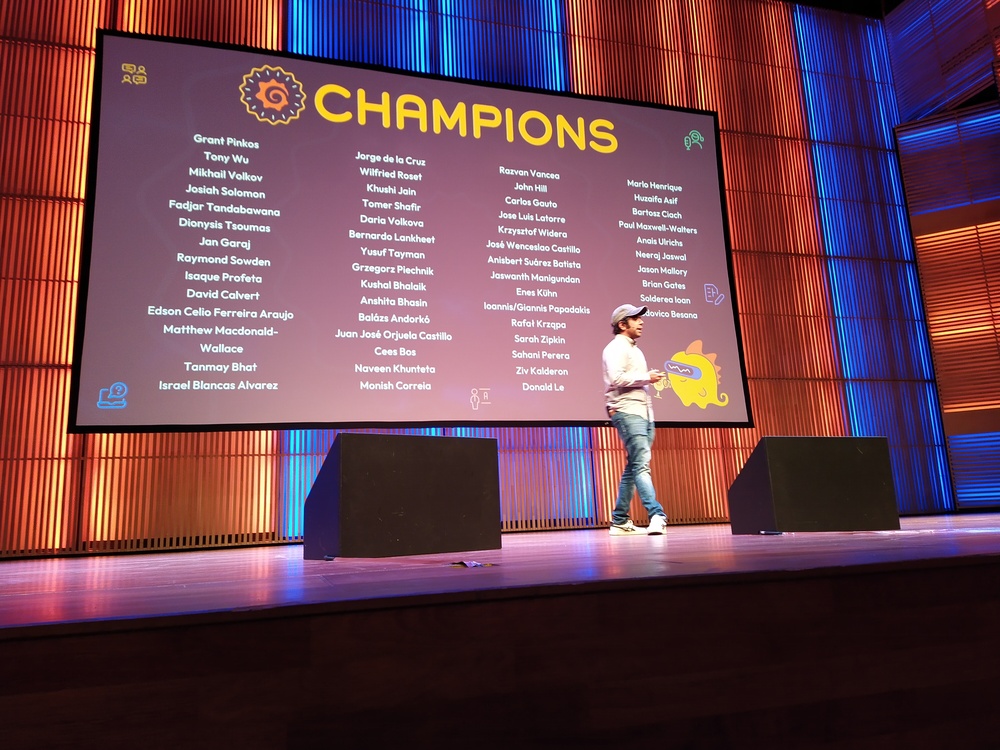 CHAMPIONS
Grant Pinkos
Tony Wu
Mikhail Volkov
Josiah Solomon
Fadjar Tandabawana
Dionysis Tsoumas
Jan Garaj
Raymond Sowden
Isaque Profeta
David Calvert
Edson Celio Ferreira Araujo
Matthew Macdonald-
Wallace
Tanmay Bhat
Israel Blancas Alvarez
Jorge de la Cruz
Wilfried Roset
Khushi Jain
Tomer Shafir
Daria Volkova
Bernardo Lankheet
Yusuf Tayman
Grzegorz Piechnik
Kushal Bhalaik
Anshita Bhasin
Balázs Andorkó
Juan José Orjuela Castillo
Cees Bos
Naveen Khunteta
Monish Correia
Razvan Vancea
John Hill
Carlos Gauto
Jose Luis Latorre
Krzysztof Widera
José Wenceslao Castillo
Anisbert Suárez Batista
Jaswanth Manigundan
Enes Kühn
Ioannis/Giannis Papadakis
Rafał Krząpa
Sarah Zipkin
Sahani Perera
Ziv Kalderon
Donald Le
Marlo Henrique
Huzaifa Asif
Bartosz Ciach
Paul Maxwell-Walters
Anaïs Ulrichs
Neeraj Jaswal
Jason Mallory
Brian Gates
Solderea Ioan
Besana